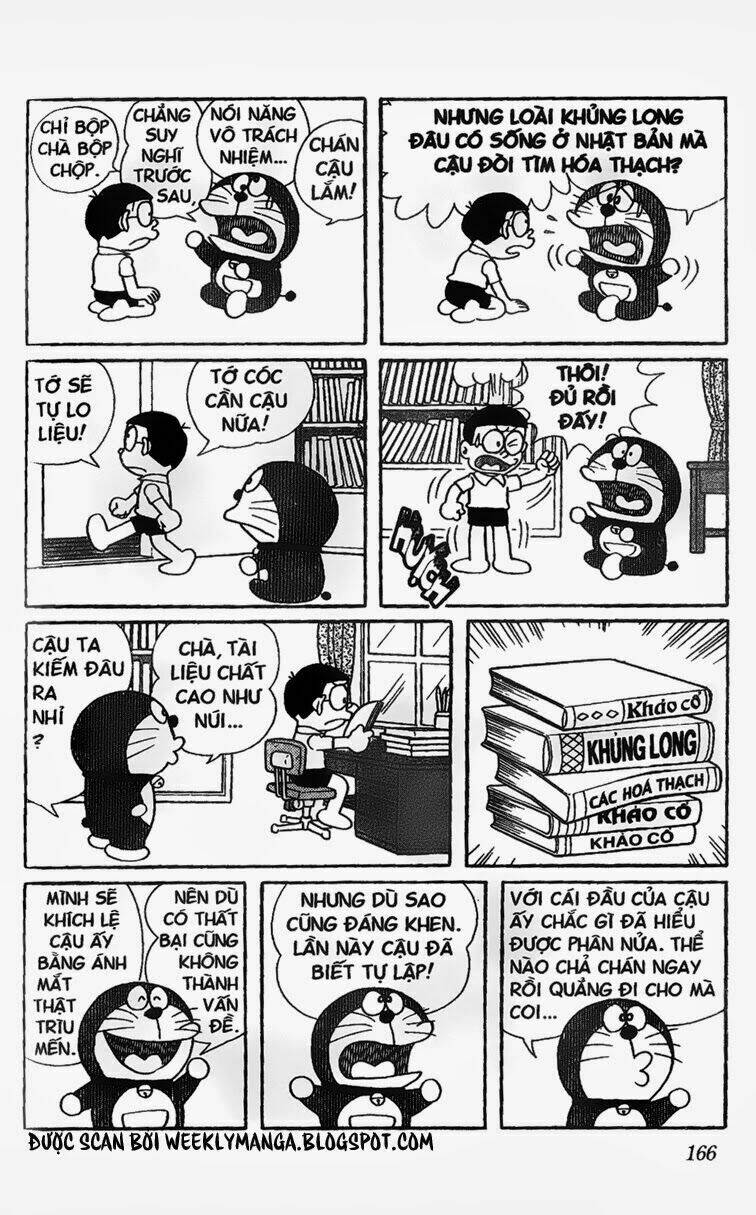 NHƯNG LOÀI KHỦNG LONG
ĐÂU CÓ SỐNG Ở NHẬT BẢN MÀ
CẬU ĐÒI TÌM HÓA THẠCH?
CHÁN
CẬU
LẮM!
NÓI NĂNG
VÔ TRÁCH
NHIỆM...
CHẲNG
SUY
NGHĨ
TRƯỚC
SAU,
CHỈ BỘP
CHÀ BỘP
CHỘP.
THÔI!
ĐỦ RỒI
ĐẤY!
TỚ CÓC
CẦN CẬU
NỮA!
TỚ SẼ
TỰ LO
LIỆU!
Khảo cổ
KHỦNG LONG
CÁC HOÁ THẠCH
KHẢO CỔ
KHẢO CỔ
CHÀ, TÀI
LIỆU CHẤT
CAO NHƯ
NÚI...
CẬU TA
KIẾM ĐÂU
RA
NHỈ
?
VỚI CÁI ĐẦU CỦA CẬU
ẤY CHẮC GÌ ĐÃ HIỂU
ĐƯỢC PHÂN NỬA. THỂ
NÀO CHẢ CHÁN NGAY
RỒI QUẲNG ĐI CHO MÀ
COI...
NHƯNG DÙ SAO
CŨNG ĐÁNG KHEN.
LẦN NÀY CẬU ĐÃ
BIẾT TỰ LẬP!
NÊN DÙ
CÓ THẤT
BẠI CŨNG
KHÔNG
THÀNH
VẤN
ĐỀ.
MÌNH SẼ
KHÍCH LỆ
CẬU ẤY
BẰNG ÁNH
MẮT
THẬT
TRÌU
MẾN.
ĐƯỢC SCAN BỞI WEEKLYMANGA.BLOGSPOT.COM
166